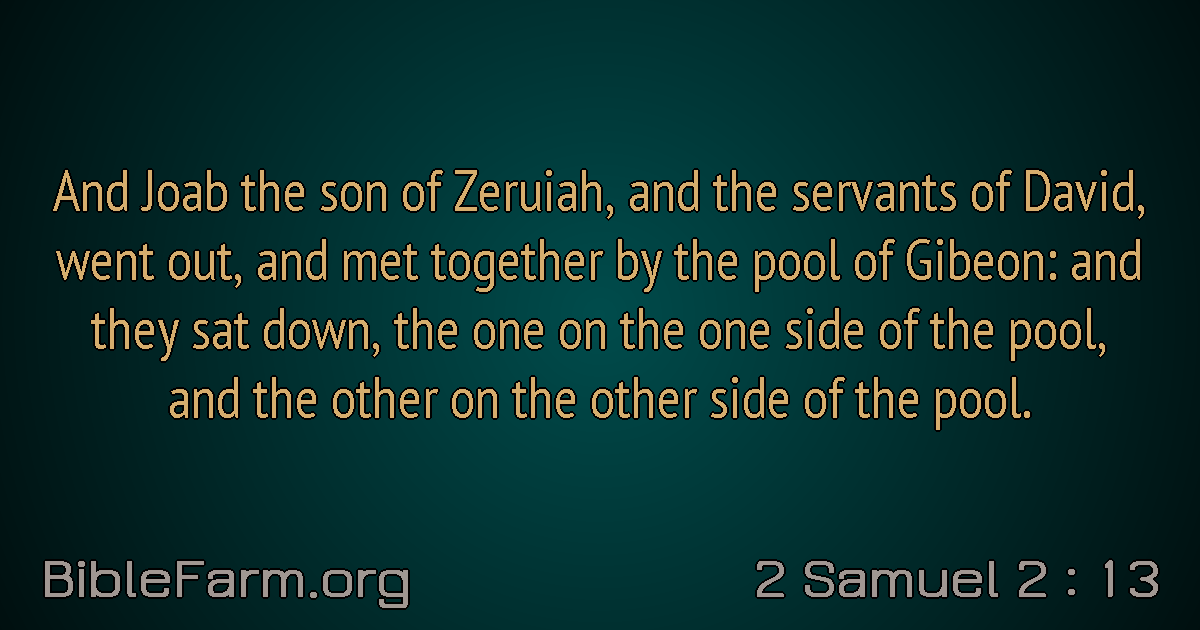 And Joab the son of Zeruiah, and the servants of David,
went out, and met together by the pool of Gibeon: and
they sat down, the one on the one side of the pool,
and the other on the other side of the pool.
BibleFarm.org
2 Samuel 2 : 13